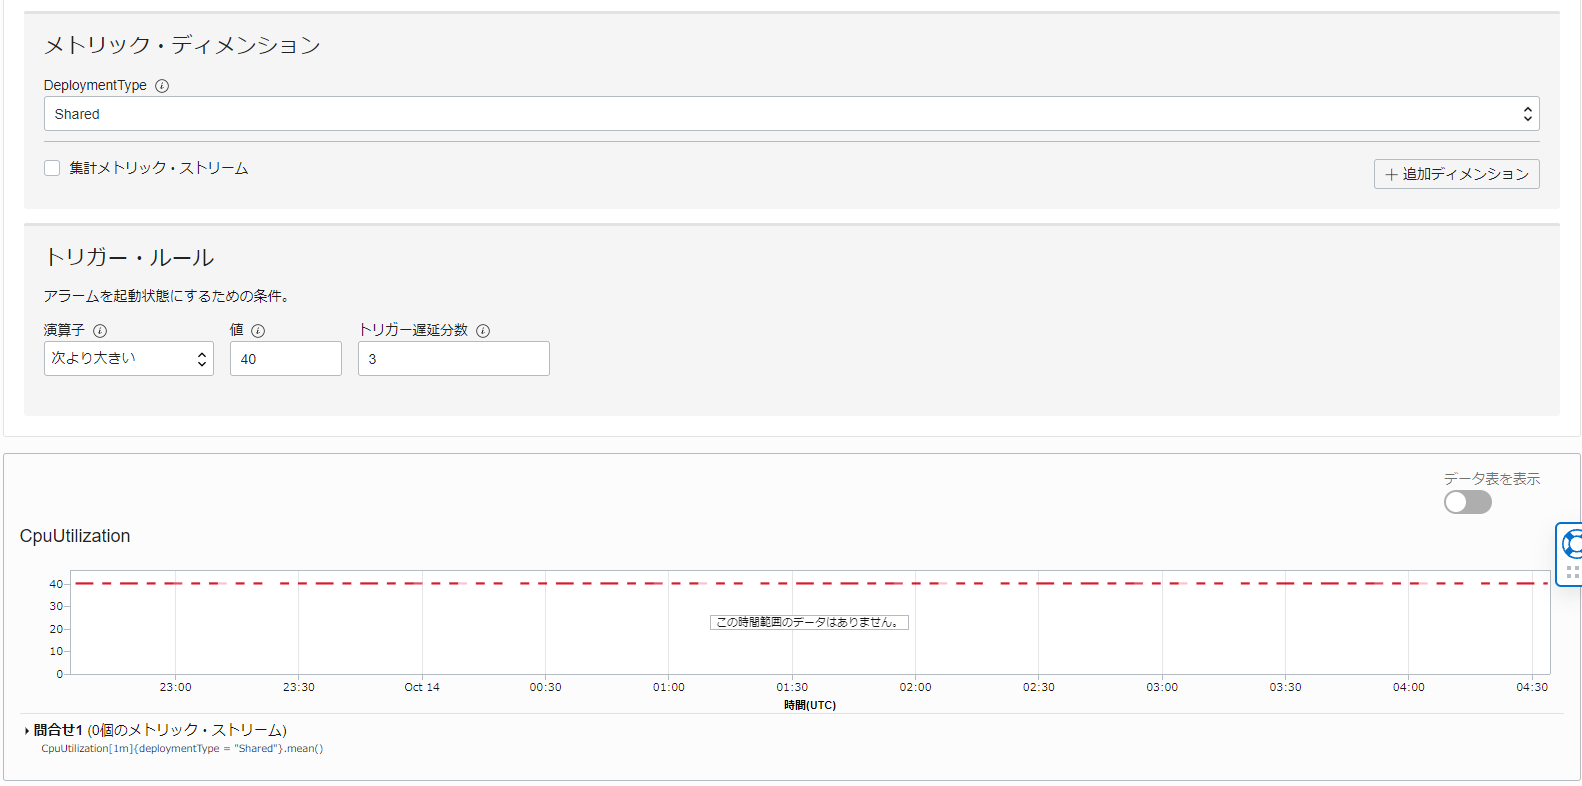 メトリック・ディメンション
DeploymentType
Shared
集計メトリック・ストリーム
追加ディメンション
トリガー・ルール
アラームを起動状態にするための条件。
演算子 値 トリガー遅延分数
次より大きい 40 3
データ表を表示
CpuUtilization
40
30
20
10
0
この時間範囲のデータはありません。
23:00 23:30 Oct 14 00:30 01:00 01:30 02:00 02:30 03:00 03:30 04:00 04:30
時間(UTC)
問合せ1 (0個のメトリック・ストリーム)
CpuUtilization[1m]{deploymentType = "Shared"}.mean()